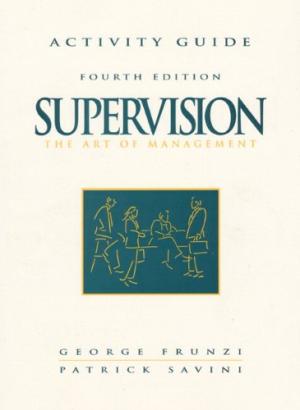 ACTIVITY GUIDE
FOURTH EDITION
SUPERVISION
THE ART OF MANAGEMENT
GEORGE FRUNZI
PATRICK SAVINI